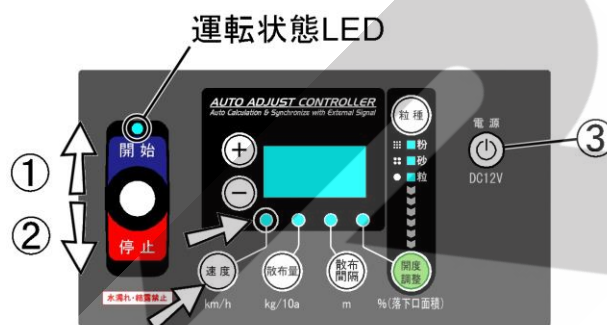 運転状態LED
AUTO ADJUST CONTROLLER
Auto Calculation & Synchronize with External Signal
開始
停止
水濡れ・結露禁止
①
②
+
−
粒種
粉
砂
粒
電源
DC12V
③
速度
散布量
散布
間隔
開度
調整
km/h
kg/10a
m
%(落下口面積)